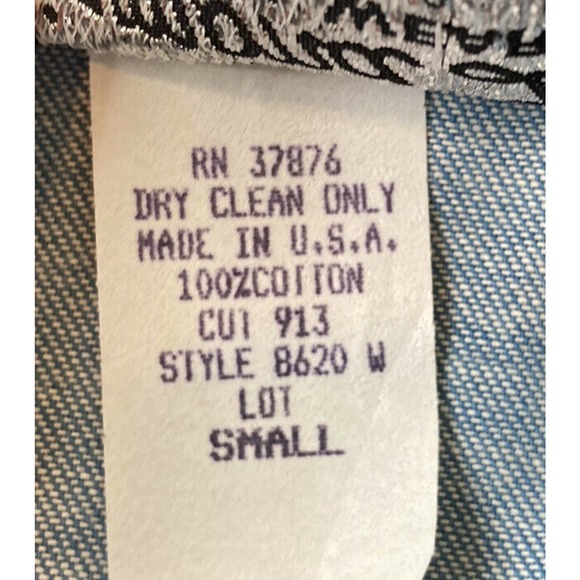 RN 37876
DRY CLEAN ONLY
MADE IN U.S.A.
100%COTTON
CUT 913
STYLE 8620 W
LOT
SMALL